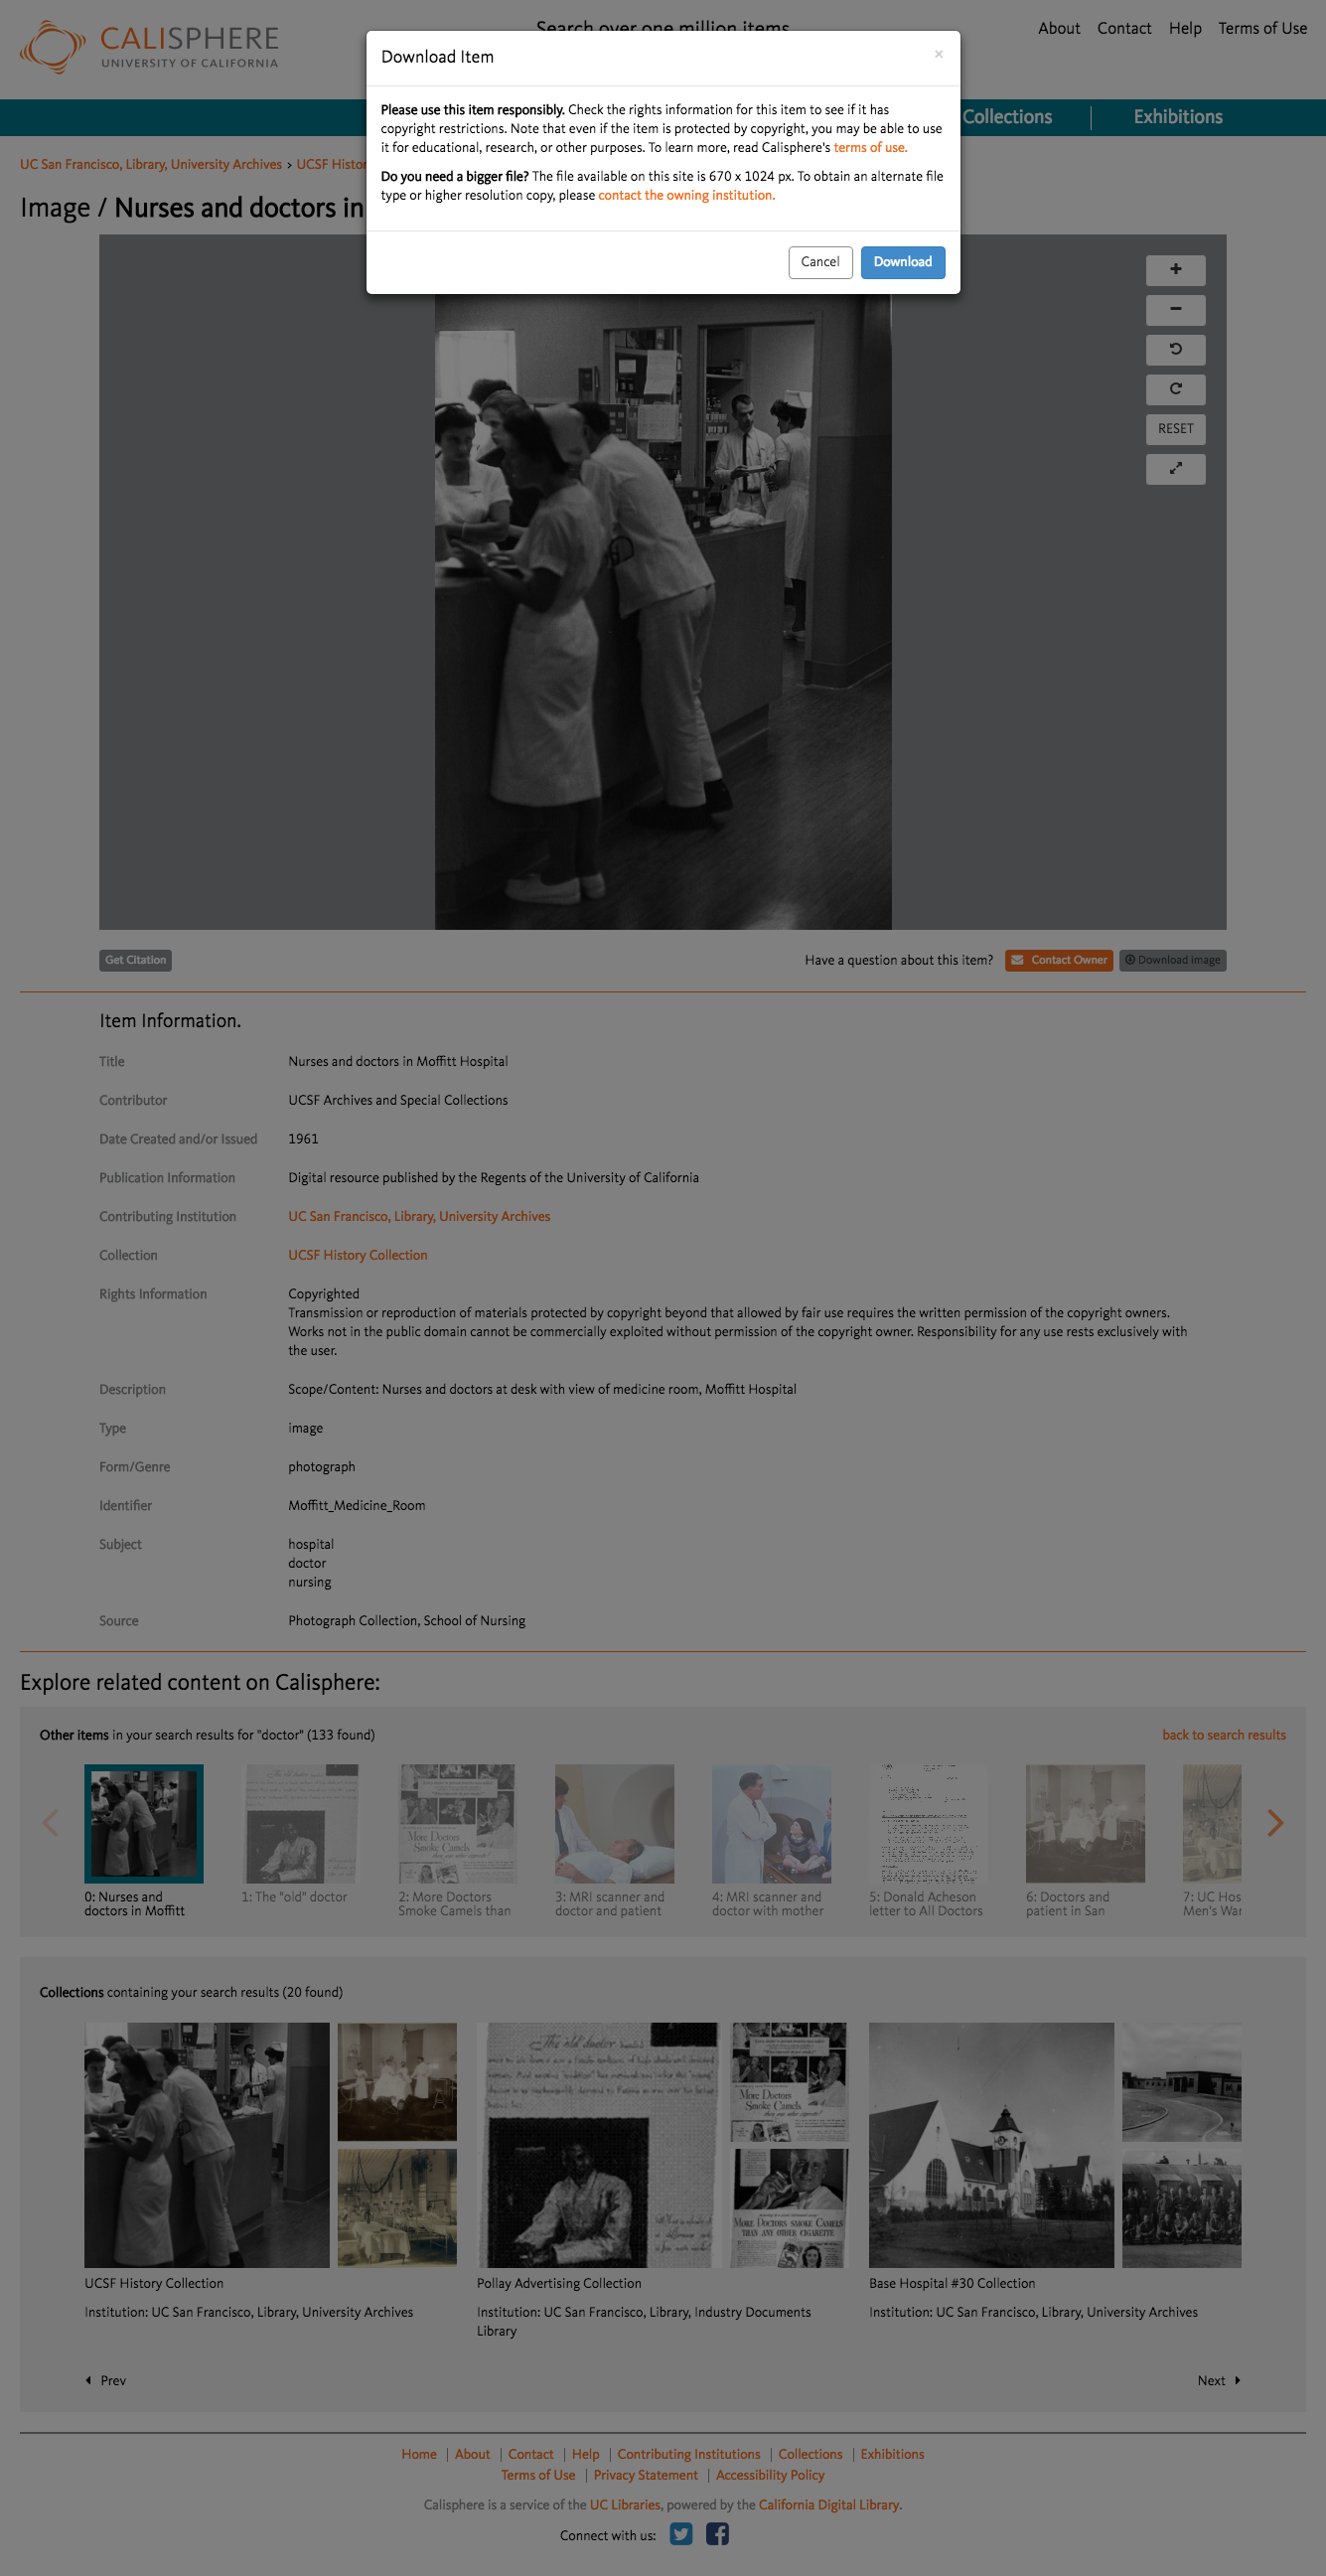 CALISPHERE
UNIVERSITY OF CALIFORNIA
Search over one million items
About Contact Help Terms of Use
Collections Exhibitions
Download Item ×
Please use this item responsibly. Check the rights information for this item to see if it has
copyright restrictions. Note that even if the item is protected by copyright, you may be able to use
it for educational, research, or other purposes. To learn more, read Calisphere's terms of use.
Do you need a bigger file? The file available on this site is 670 x 1024 px. To obtain an alternate file
type or higher resolution copy, please contact the owning institution.
Cancel Download
UC San Francisco, Library, University Archives > UCSF Histor
Image / Nurses and doctors in
RESET
Get Citation
Have a question about this item? Contact Owner Download image
Item Information.
Title Nurses and doctors in Moffitt Hospital
Contributor UCSF Archives and Special Collections
Date Created and/or Issued 1961
Publication Information Digital resource published by the Regents of the University of California
Contributing Institution UC San Francisco, Library, University Archives
Collection UCSF History Collection
Rights Information Copyrighted
Transmission or reproduction of materials protected by copyright beyond that allowed by fair use requires the written permission of the copyright owners.
Works not in the public domain cannot be commercially exploited without permission of the copyright owner. Responsibility for any use rests exclusively with
the user.
Description Scope/Content: Nurses and doctors at desk with view of medicine room, Moffitt Hospital
Type image
Form/Genre photograph
Identifier Moffitt_Medicine_Room
Subject hospital
doctor
nursing
Source Photograph Collection, School of Nursing
Explore related content on Calisphere:
Other items in your search results for "doctor" (133 found) back to search results
More Doctors
Smoke Camels
0: Nurses and
doctors in Moffitt
1: The "old" doctor
2: More Doctors
Smoke Camels than
3: MRI scanner and
doctor and patient
4: MRI scanner and
doctor with mother
5: Donald Acheson
letter to All Doctors
6: Doctors and
patient in San
7: UC Hos
Men's War
Collections containing your search results (20 found)
The old doctor
More Doctors
Smoke Camels
More Doctors Smoke Camels
than any other cigarette
UCSF History Collection
Institution: UC San Francisco, Library, University Archives
Pollay Advertising Collection
Institution: UC San Francisco, Library, Industry Documents
Library
Base Hospital #30 Collection
Institution: UC San Francisco, Library, University Archives
Prev Next
Home | About | Contact | Help | Contributing Institutions | Collections | Exhibitions
Terms of Use | Privacy Statement | Accessibility Policy
Calisphere is a service of the UC Libraries, powered by the California Digital Library.
Connect with us: